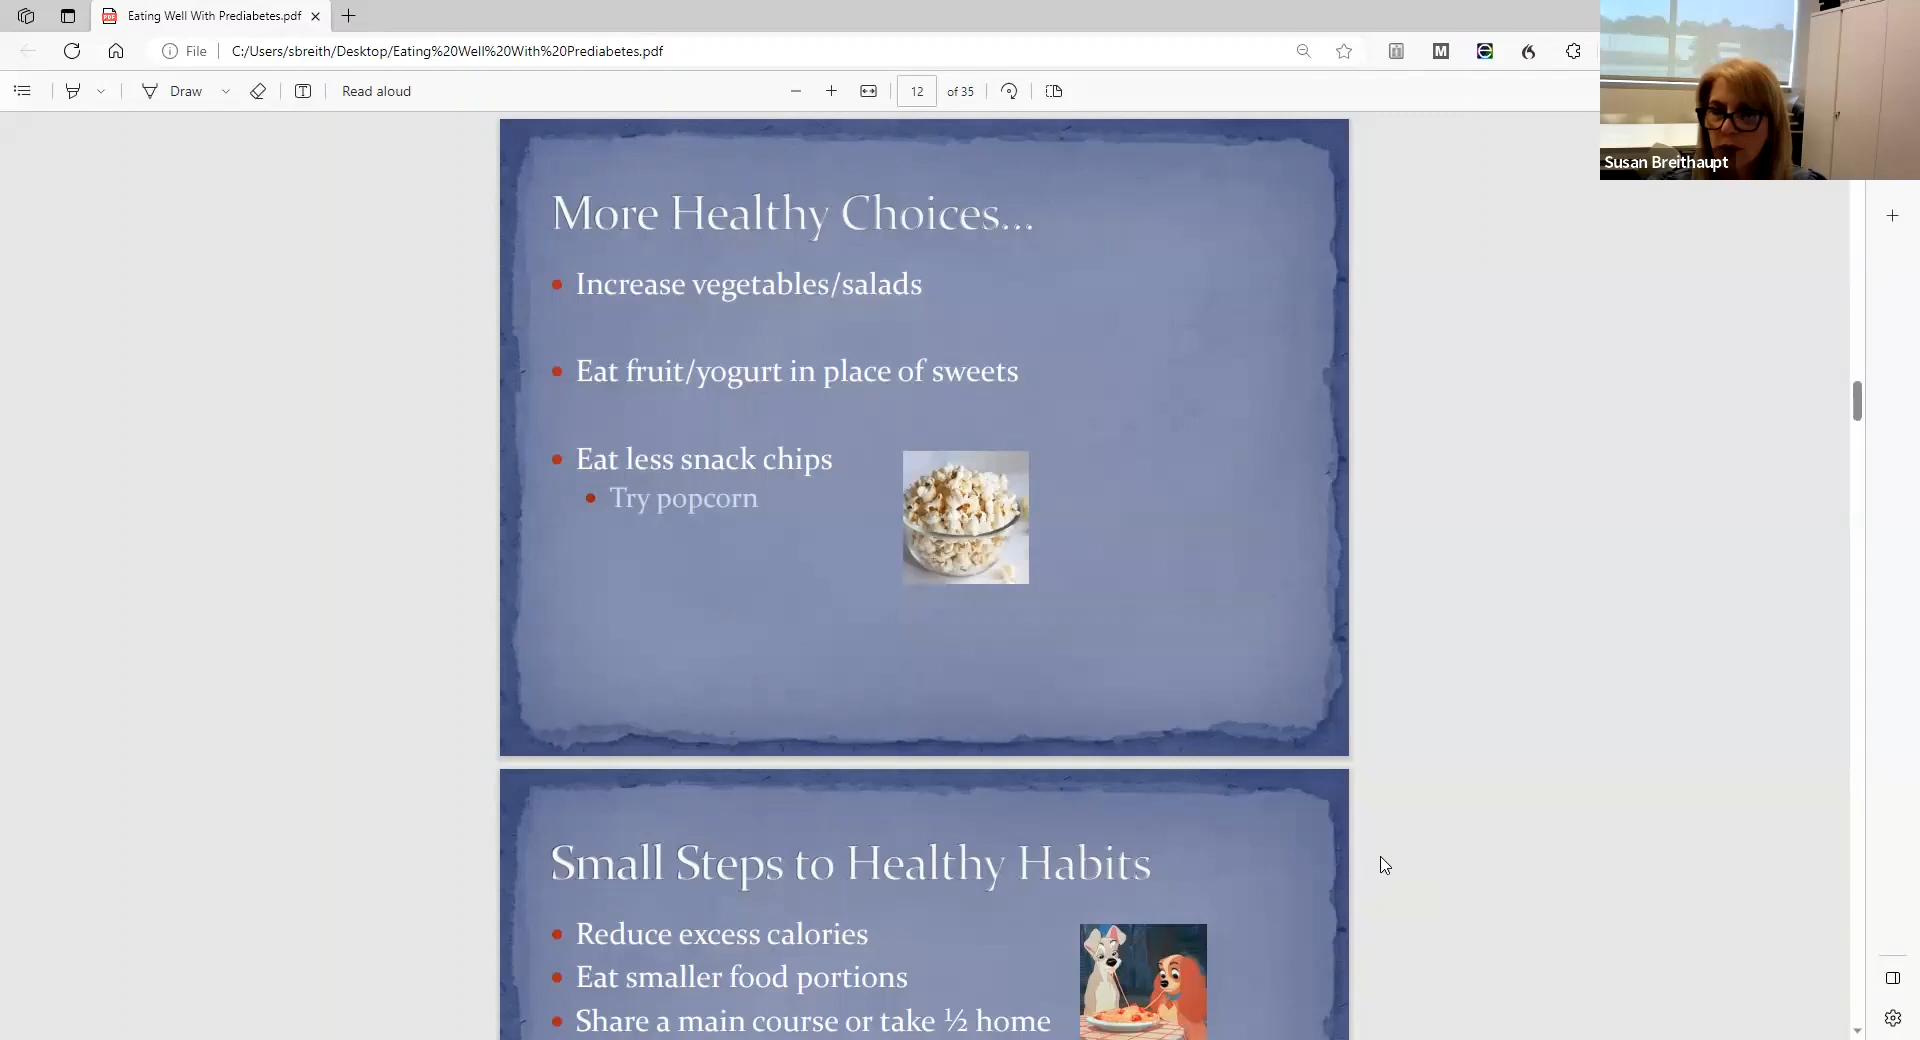 Eating Well With Prediabetes.pdf
File
C:/Users/sbreith/Desktop/Eating%20Well%20With%20Prediabetes.pdf
M
Draw
Read aloud
12 of 35
Susan Breithaupt
More Healthy Choices...
Increase vegetables/salads
Eat fruit/yogurt in place of sweets
Eat less snack chips
Try popcorn
Small Steps to Healthy Habits
Reduce excess calories
Eat smaller food portions
Share a main course or take ½ home